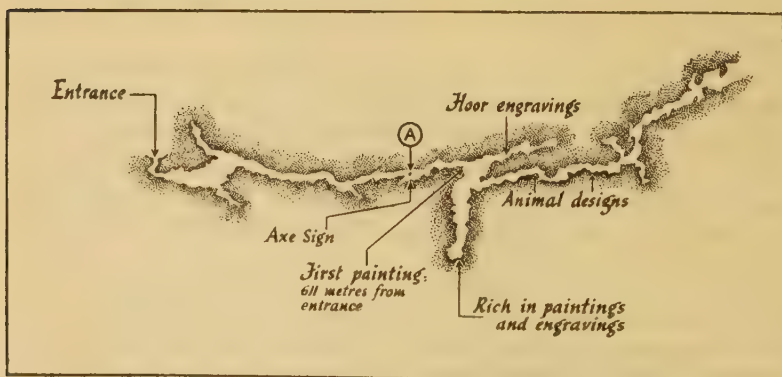 Entrance
A
Floor engravings
Axe Sign
Animal designs
First painting:
611 metres from
entrance
Rich in paintings
and engravings